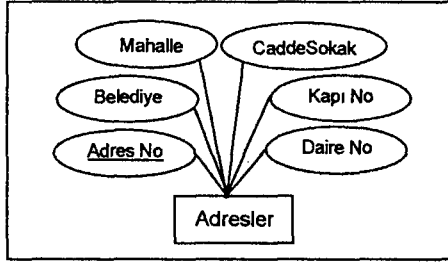 Mahalle CaddeSokak
Belediye Kapı No
Adres No Daire No
Adresler